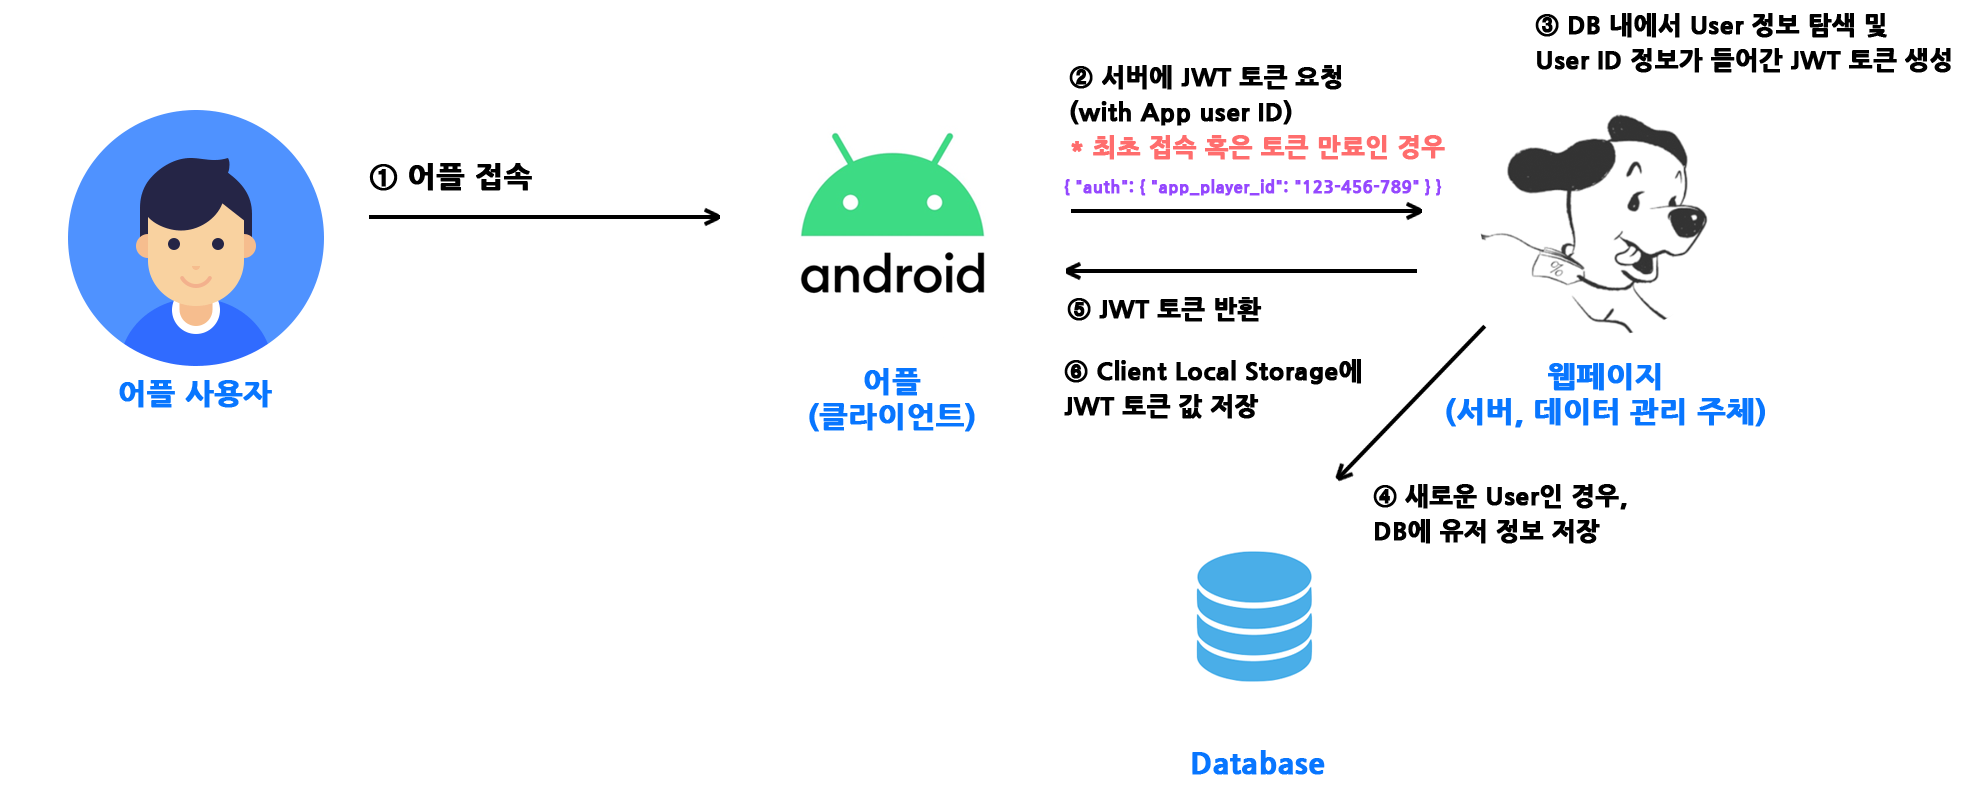 ① 어플 접속
어플 사용자
android
어플
(클라이언트)
② 서버에 JWT 토큰 요청
(with App user ID)
* 최초 접속 혹은 토큰 만료인 경우
{ "auth": { "app_player_id": "123-456-789" } }
③ DB 내에서 User 정보 탐색 및
User ID 정보가 들어간 JWT 토큰 생성
%
웹페이지
(서버, 데이터 관리 주체)
④ 새로운 User인 경우,
DB에 유저 정보 저장
⑤ JWT 토큰 반환
⑥ Client Local Storage에
JWT 토큰 값 저장
Database